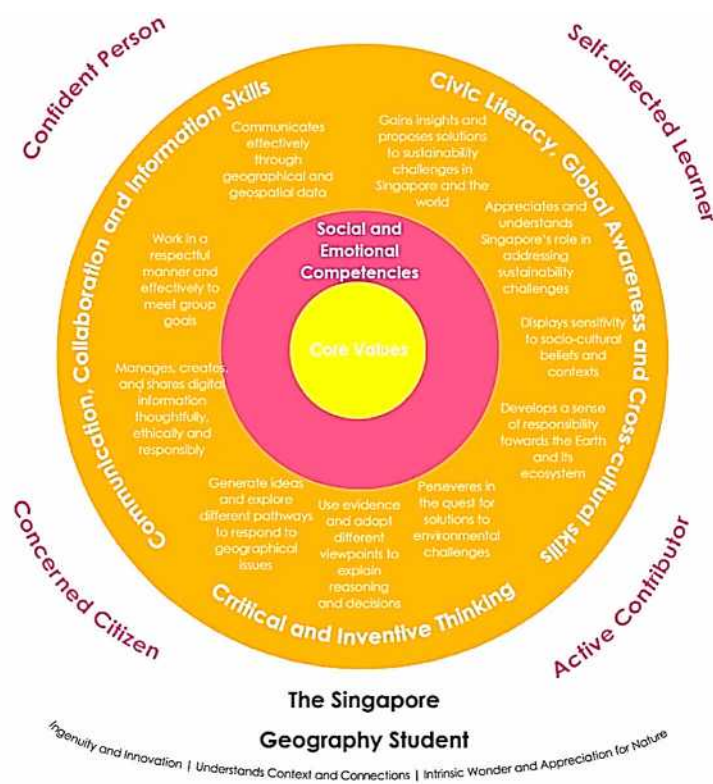 Confident Person
Self-directed Learner
Communication, Collaboration and Information Skills
Civic Literacy, Global Awareness and Cross-cultural skills
Communicates
effectively
through
geographical and
geospatial data
Gains insights and
proposes solutions
to sustainability
challenges in
Singapore and the
world
Appreciates and
understands
Singapore's role in
addressing
sustainability
challenges
Social and
Emotional
Competencies
Work in a
respectful
manner and
effectively to
meet group
goals
Core Values
Displays sensitivity
to socio-cultural
beliefs and
contexts
Manages, creates,
and shares digital
information
thoughtfully,
ethically and
responsibly
Develops a sense
of responsibility
towards the Earth
and its
ecosystem
Generate ideas
and explore
different pathways
to respond to
geographical
issues
Use evidence
and adopt
different
viewpoints to
explain
reasoning
and decisions
Perseveres in
the quest for
solutions to
environmental
challenges
Crritical and Inventive Thinking
Concerned Citizen
Active Contributor
The Singapore
Geography Student
Ingenuity and Innovation | Understands Context and Connections | Intrinsic Wonder and Appreciation for Nature